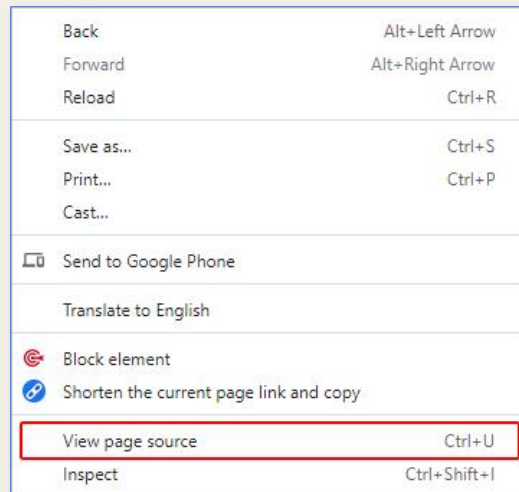 Back Alt+Left Arrow
Forward Alt+Right Arrow
Reload Ctrl+R
Save as... Ctrl+S
Print... Ctrl+P
Cast...
Send to Google Phone
Translate to English
Block element
Shorten the current page link and copy
View page source Ctrl+U
Inspect Ctrl+Shift+I